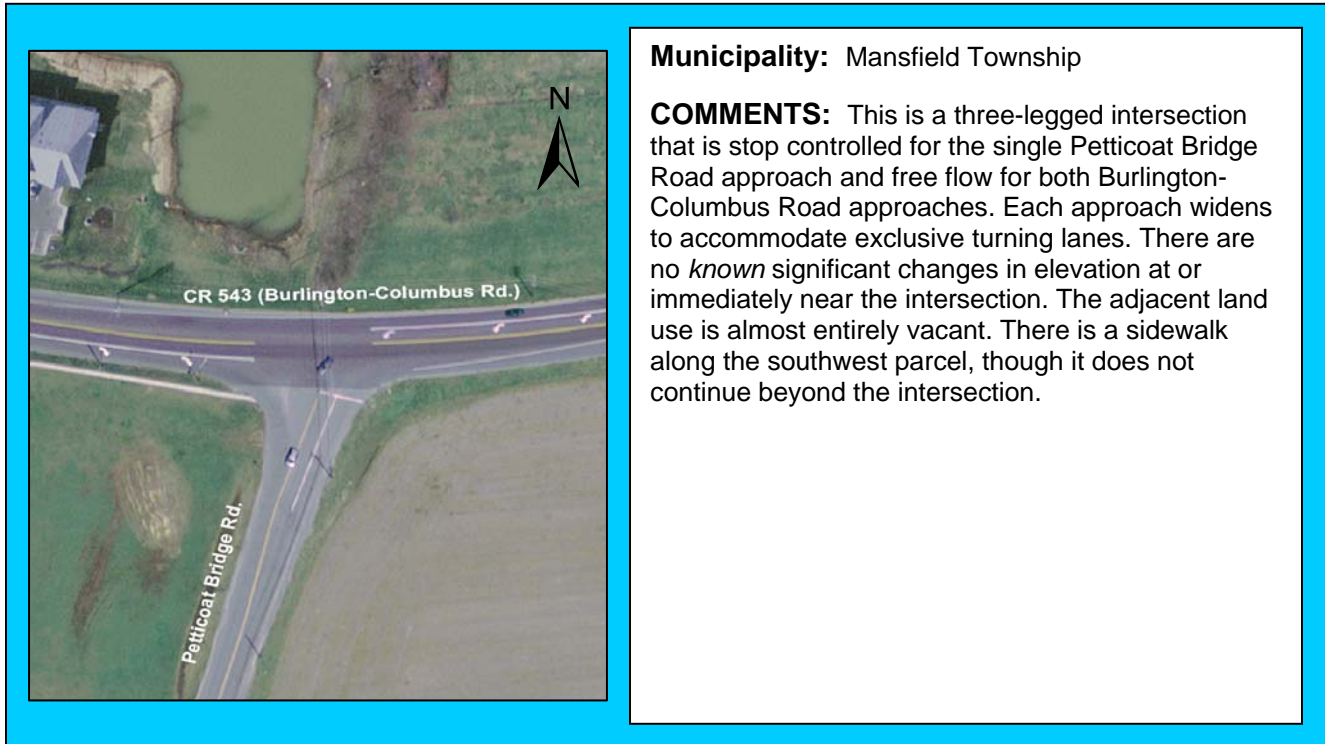 N
CR 543 (Burlington-Columbus Rd.)
Petticoat Bridge Rd.
Municipality: Mansfield Township
COMMENTS: This is a three-legged intersection
that is stop controlled for the single Petticoat Bridge
Road approach and free flow for both Burlington-
Columbus Road approaches. Each approach widens
to accommodate exclusive turning lanes. There are
no known significant changes in elevation at or
immediately near the intersection. The adjacent land
use is almost entirely vacant. There is a sidewalk
along the southwest parcel, though it does not
continue beyond the intersection.